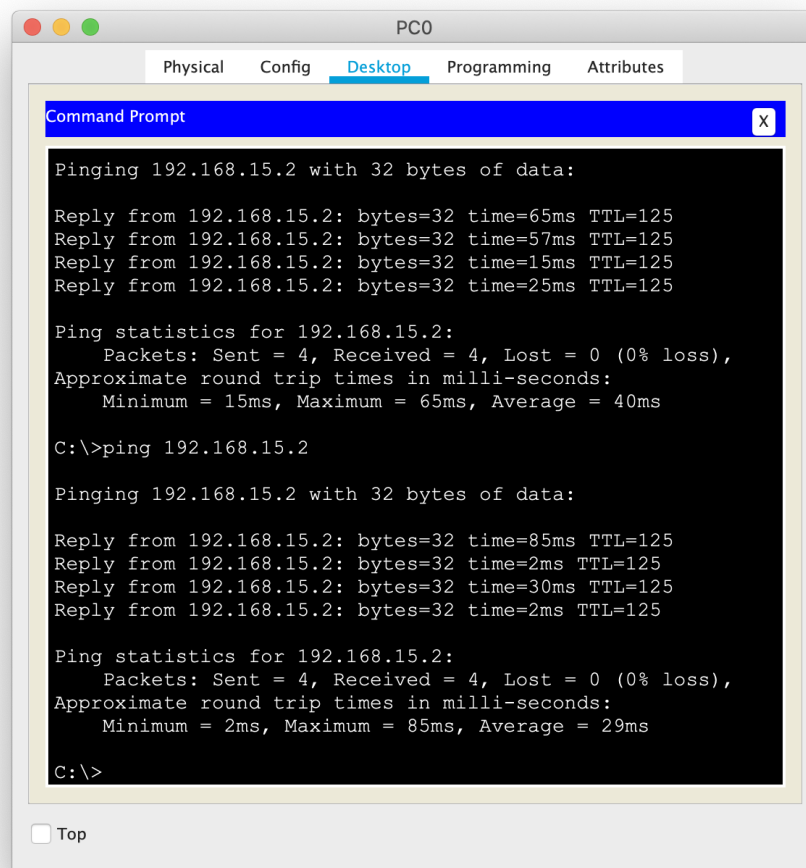 PC0
Physical Config Desktop Programming Attributes
Command Prompt
X
Pinging 192.168.15.2 with 32 bytes of data:
Reply from 192.168.15.2: bytes=32 time=65ms TTL=125
Reply from 192.168.15.2: bytes=32 time=57ms TTL=125
Reply from 192.168.15.2: bytes=32 time=15ms TTL=125
Reply from 192.168.15.2: bytes=32 time=25ms TTL=125
Ping statistics for 192.168.15.2:
    Packets: Sent = 4, Received = 4, Lost = 0 (0% loss),
Approximate round trip times in milli-seconds:
    Minimum = 15ms, Maximum = 65ms, Average = 40ms
C:\>ping 192.168.15.2
Pinging 192.168.15.2 with 32 bytes of data:
Reply from 192.168.15.2: bytes=32 time=85ms TTL=125
Reply from 192.168.15.2: bytes=32 time=2ms TTL=125
Reply from 192.168.15.2: bytes=32 time=30ms TTL=125
Reply from 192.168.15.2: bytes=32 time=2ms TTL=125
Ping statistics for 192.168.15.2:
    Packets: Sent = 4, Received = 4, Lost = 0 (0% loss),
Approximate round trip times in milli-seconds:
    Minimum = 2ms, Maximum = 85ms, Average = 29ms
C:\>
Top